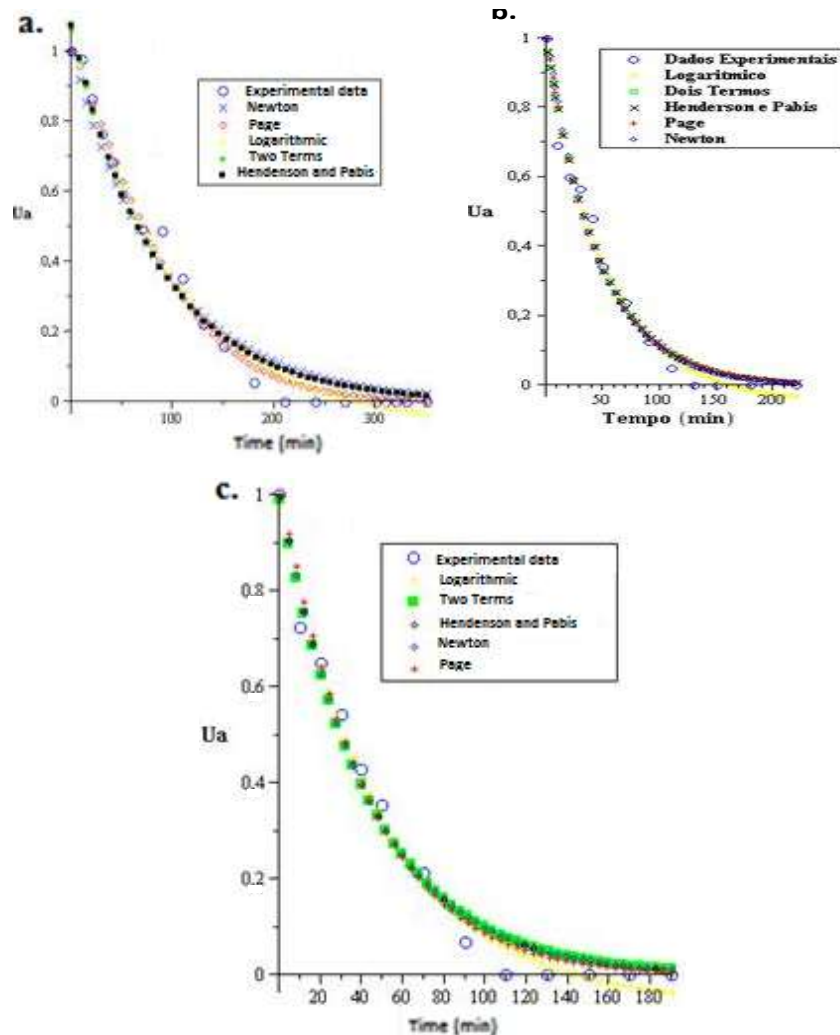 a.
1
0,8
0,6
Ua
0,4
0,2
0
100
200
300
Time (min)
Experimental data
Newton
Page
Logarithmic
Two Terms
Hendenson and Pabis
b.
1
0,8
0,6
Ua
0,4
0,2
0
50
100
150
200
Tempo (min)
Dados Experimentais
Logaritmico
Dois Termos
Henderson e Pabis
Page
Newton
c.
1
0.8
0.6
Ua
0.4
0.2
0
20 40 60 80 100 120 140 160 180
Time (min)
Experimental data
Logarithmic
Two Terms
Hendenson and Pabis
Newton
Page